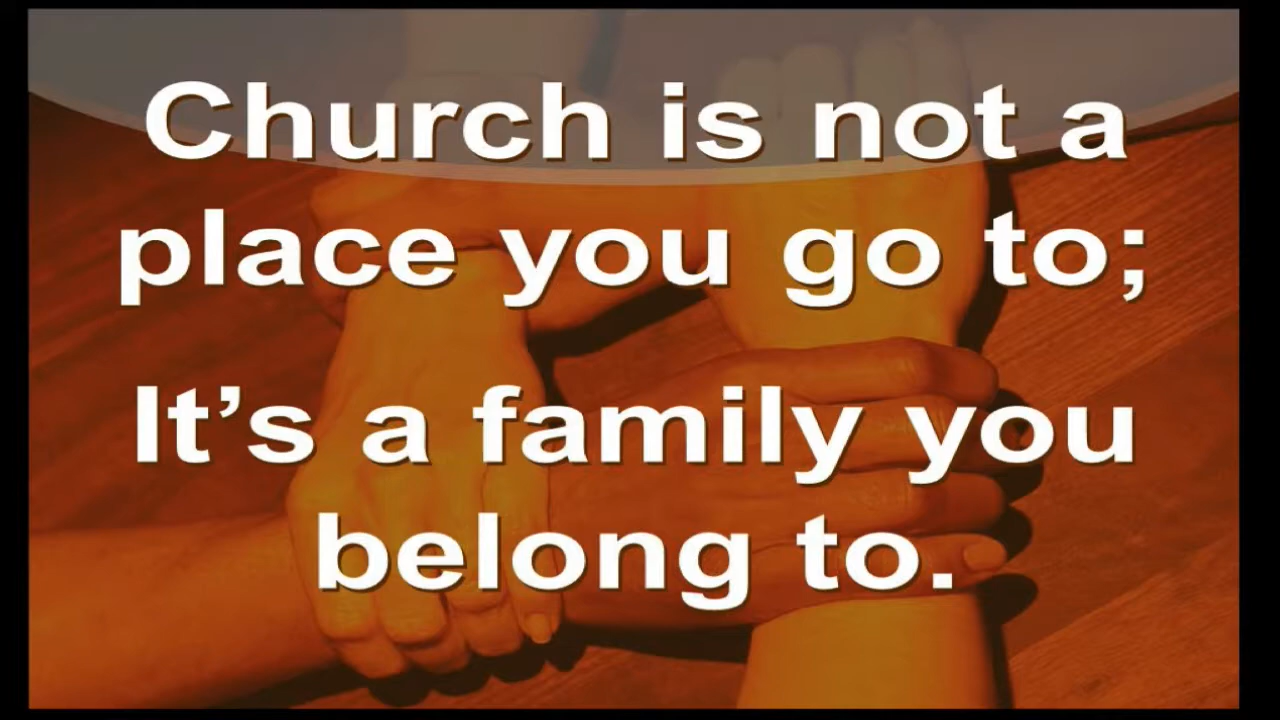 Church is not a
place you go to;
It’s a family you
belong to.